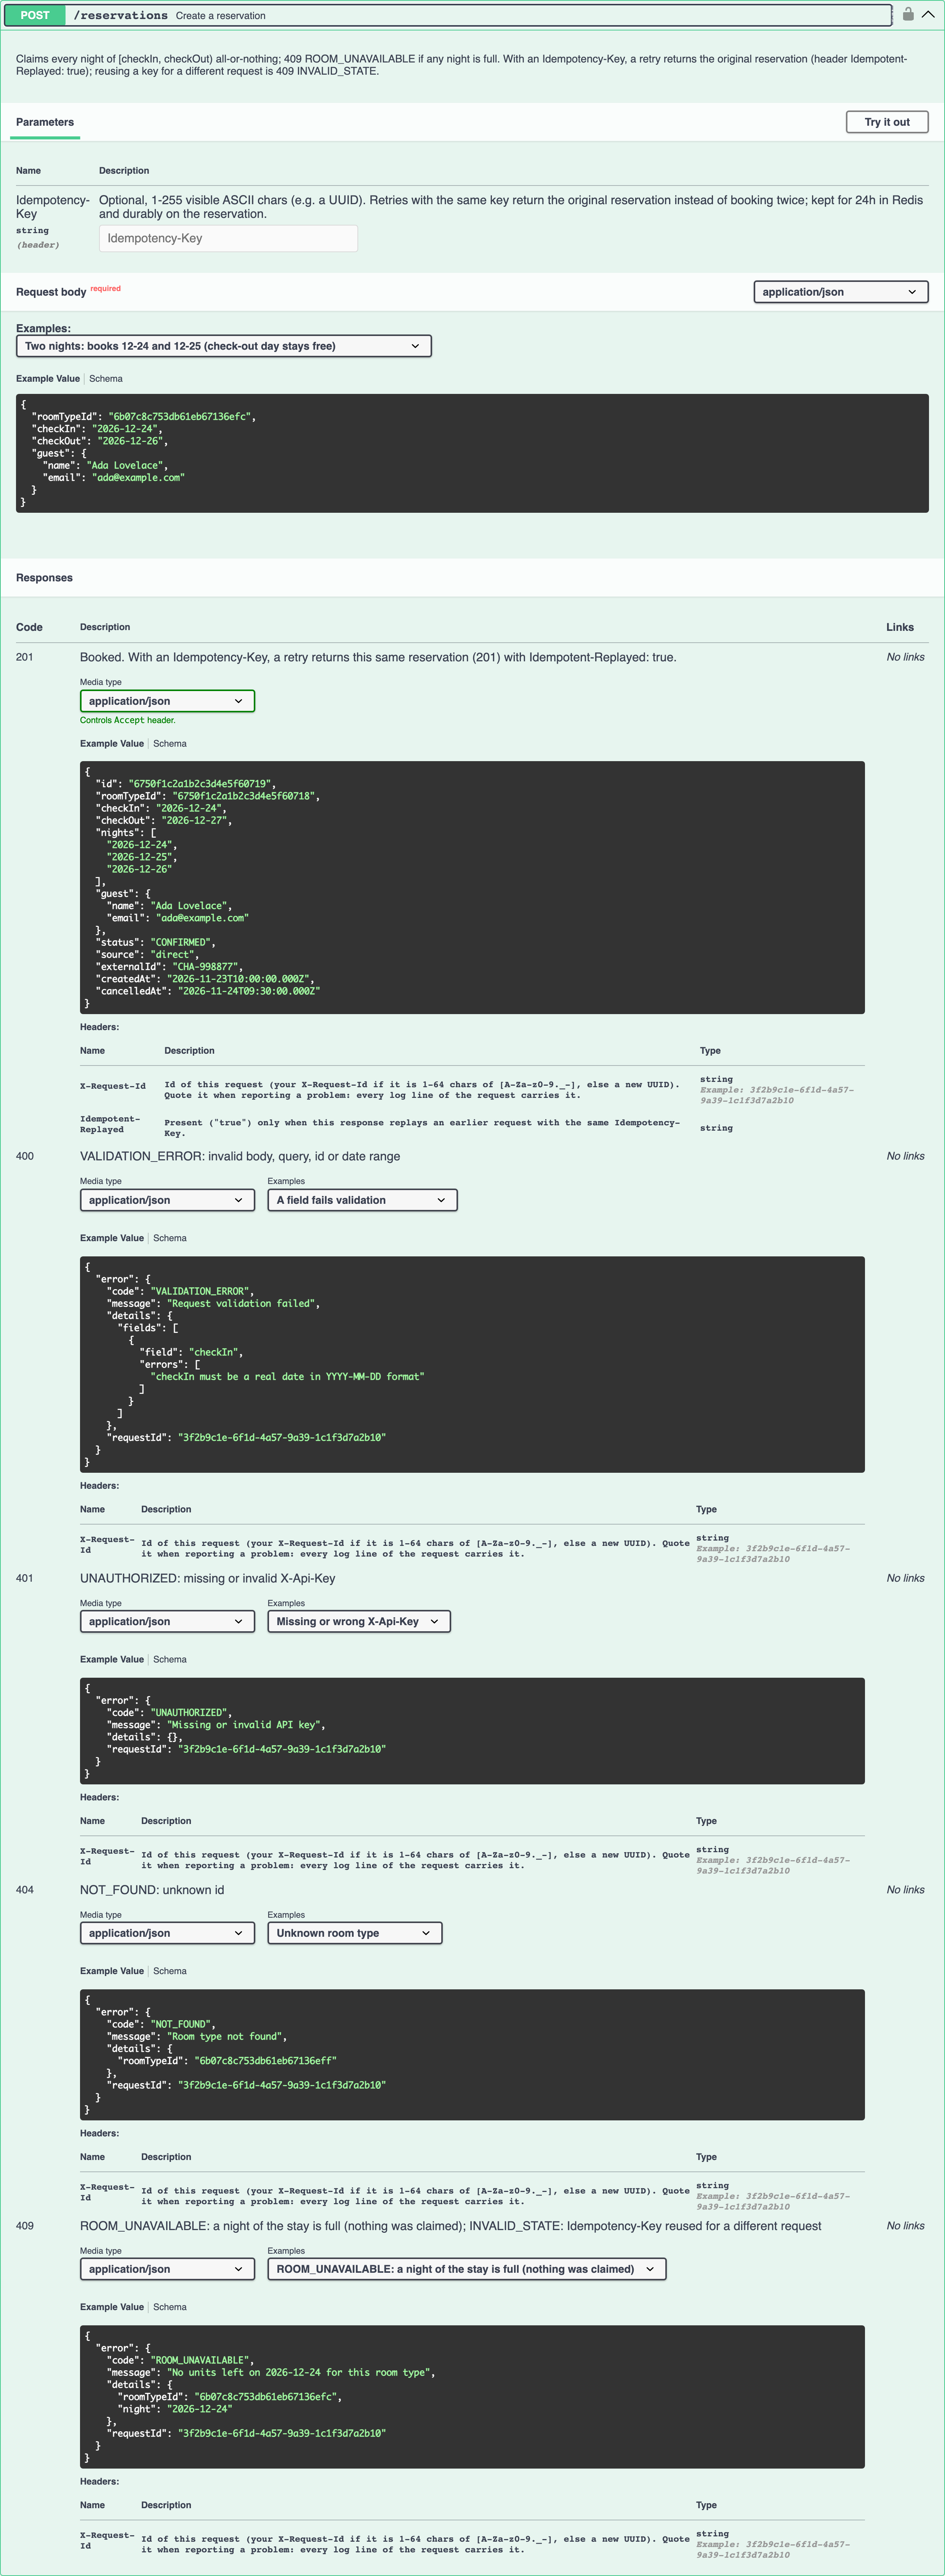 POST /reservations Create a reservation
Claims every night of [checkIn, checkOut) all-or-nothing; 409 ROOM_UNAVAILABLE if any night is full. With an Idempotency-Key, a retry returns the original reservation (header Idempotent-
Replayed: true); reusing a key for a different request is 409 INVALID_STATE.
Parameters
Try it out
Name Description
Idempotency-
Key
string
(header)
Optional, 1-255 visible ASCII chars (e.g. a UUID). Retries with the same key return the original reservation instead of booking twice; kept for 24h in Redis
and durably on the reservation.
Idempotency-Key
Request body required
application/json
Examples:
Two nights: books 12-24 and 12-25 (check-out day stays free)
Example Value Schema
{
  "roomTypeId": "6b07c8c753db61eb67136efc",
  "checkIn": "2026-12-24",
  "checkOut": "2026-12-26",
  "guest": {
    "name": "Ada Lovelace",
    "email": "ada@example.com"
  }
}
Responses
Code Description Links
201 Booked. With an Idempotency-Key, a retry returns this same reservation (201) with Idempotent-Replayed: true. No links
Media type
application/json
Controls Accept header.
Example Value Schema
{
  "id": "6750f1c2a1b2c3d4e5f60719",
  "roomTypeId": "6750f1c2a1b2c3d4e5f60718",
  "checkIn": "2026-12-24",
  "checkOut": "2026-12-27",
  "nights": [
    "2026-12-24",
    "2026-12-25",
    "2026-12-26"
  ],
  "guest": {
    "name": "Ada Lovelace",
    "email": "ada@example.com"
  },
  "status": "CONFIRMED",
  "source": "direct",
  "externalId": "CHA-998877",
  "createdAt": "2026-11-23T10:00:00.000Z",
  "cancelledAt": "2026-11-24T09:30:00.000Z"
}
Headers:
Name Description Type
X-Request-Id
Id of this request (your X-Request-Id if it is 1-64 chars of [A-Za-z0-9._-], else a new UUID).
Quote it when reporting a problem: every log line of the request carries it.
string
Example: 3f2b9c1e-6f1d-4a57-
9a39-1c1f3d7a2b10
Idempotent-
Replayed
Present ("true") only when this response replays an earlier request with the same Idempotency-
Key.
string
400 VALIDATION_ERROR: invalid body, query, id or date range No links
Media type Examples
application/json A field fails validation
Example Value Schema
{
  "error": {
    "code": "VALIDATION_ERROR",
    "message": "Request validation failed",
    "details": {
      "fields": [
        {
          "field": "checkIn",
          "errors": [
            "checkIn must be a real date in YYYY-MM-DD format"
          ]
        }
      ]
    },
    "requestId": "3f2b9c1e-6f1d-4a57-9a39-1c1f3d7a2b10"
  }
}
Headers:
Name Description Type
X-Request-
Id
Id of this request (your X-Request-Id if it is 1-64 chars of [A-Za-z0-9._-], else a new UUID). Quote
it when reporting a problem: every log line of the request carries it.
string
Example: 3f2b9c1e-6f1d-4a57-
9a39-1c1f3d7a2b10
401 UNAUTHORIZED: missing or invalid X-Api-Key No links
Media type Examples
application/json Missing or wrong X-Api-Key
Example Value Schema
{
  "error": {
    "code": "UNAUTHORIZED",
    "message": "Missing or invalid API key",
    "details": {},
    "requestId": "3f2b9c1e-6f1d-4a57-9a39-1c1f3d7a2b10"
  }
}
Headers:
Name Description Type
X-Request-
Id
Id of this request (your X-Request-Id if it is 1-64 chars of [A-Za-z0-9._-], else a new UUID). Quote
it when reporting a problem: every log line of the request carries it.
string
Example: 3f2b9c1e-6f1d-4a57-
9a39-1c1f3d7a2b10
404 NOT_FOUND: unknown id No links
Media type Examples
application/json Unknown room type
Example Value Schema
{
  "error": {
    "code": "NOT_FOUND",
    "message": "Room type not found",
    "details": {
      "roomTypeId": "6b07c8c753db61eb67136eff"
    },
    "requestId": "3f2b9c1e-6f1d-4a57-9a39-1c1f3d7a2b10"
  }
}
Headers:
Name Description Type
X-Request-
Id
Id of this request (your X-Request-Id if it is 1-64 chars of [A-Za-z0-9._-], else a new UUID). Quote
it when reporting a problem: every log line of the request carries it.
string
Example: 3f2b9c1e-6f1d-4a57-
9a39-1c1f3d7a2b10
409 ROOM_UNAVAILABLE: a night of the stay is full (nothing was claimed); INVALID_STATE: Idempotency-Key reused for a different request No links
Media type Examples
application/json ROOM_UNAVAILABLE: a night of the stay is full (nothing was claimed)
Example Value Schema
{
  "error": {
    "code": "ROOM_UNAVAILABLE",
    "message": "No units left on 2026-12-24 for this room type",
    "details": {
      "roomTypeId": "6b07c8c753db61eb67136efc",
      "night": "2026-12-24"
    },
    "requestId": "3f2b9c1e-6f1d-4a57-9a39-1c1f3d7a2b10"
  }
}
Headers:
Name Description Type
X-Request-
Id
Id of this request (your X-Request-Id if it is 1-64 chars of [A-Za-z0-9._-], else a new UUID). Quote
it when reporting a problem: every log line of the request carries it.
string
Example: 3f2b9c1e-6f1d-4a57-
9a39-1c1f3d7a2b10